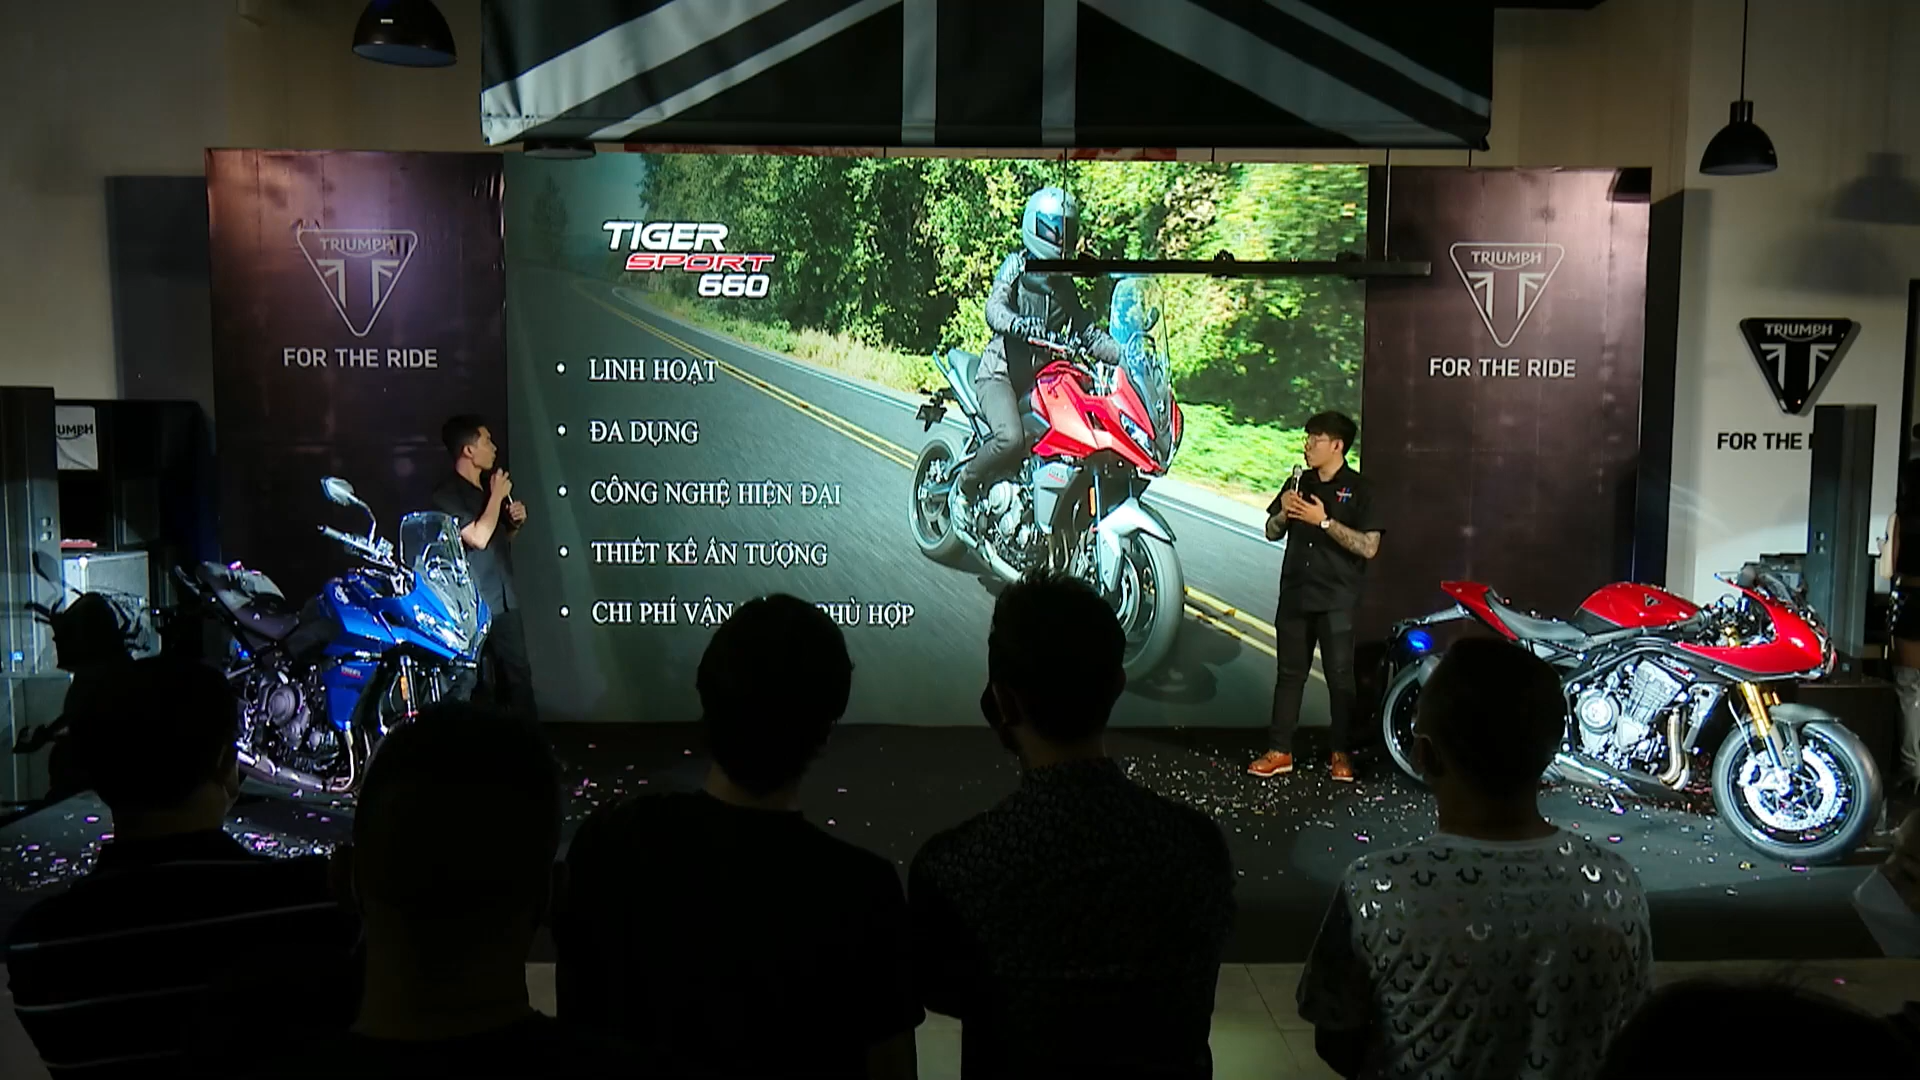 TRIUMPH
FOR THE RIDE
TIGER
SPORT
660
• LINH HOẠT
• ĐA DỤNG
• CÔNG NGHỆ HIỆN ĐẠI
• THIẾT KẾ ẤN TƯỢNG
• CHI PHÍ VẬN PHÙ HỢP
TRIUMPH
FOR THE RIDE
TRIUMPH
FOR THE
UMPH